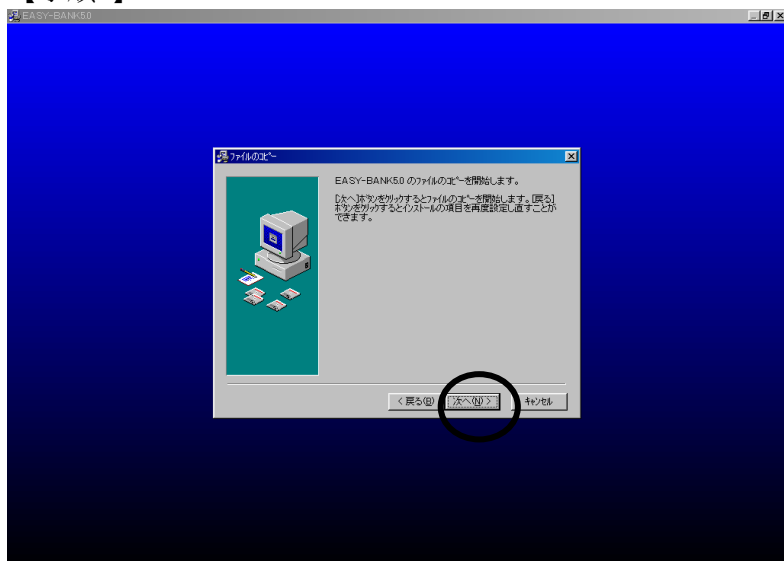 EASY-BANK5.0
ファイルのコピー
EASY-BANK5.0 のファイルのコピーを開始します。
[次へ]ボタンをクリックするとファイルのコピーを開始します。[戻る]
ボタンをクリックするとインストールの項目を再度設定し直すことが
できます。
< 戻る(B)
次へ(N) >
キャンセル